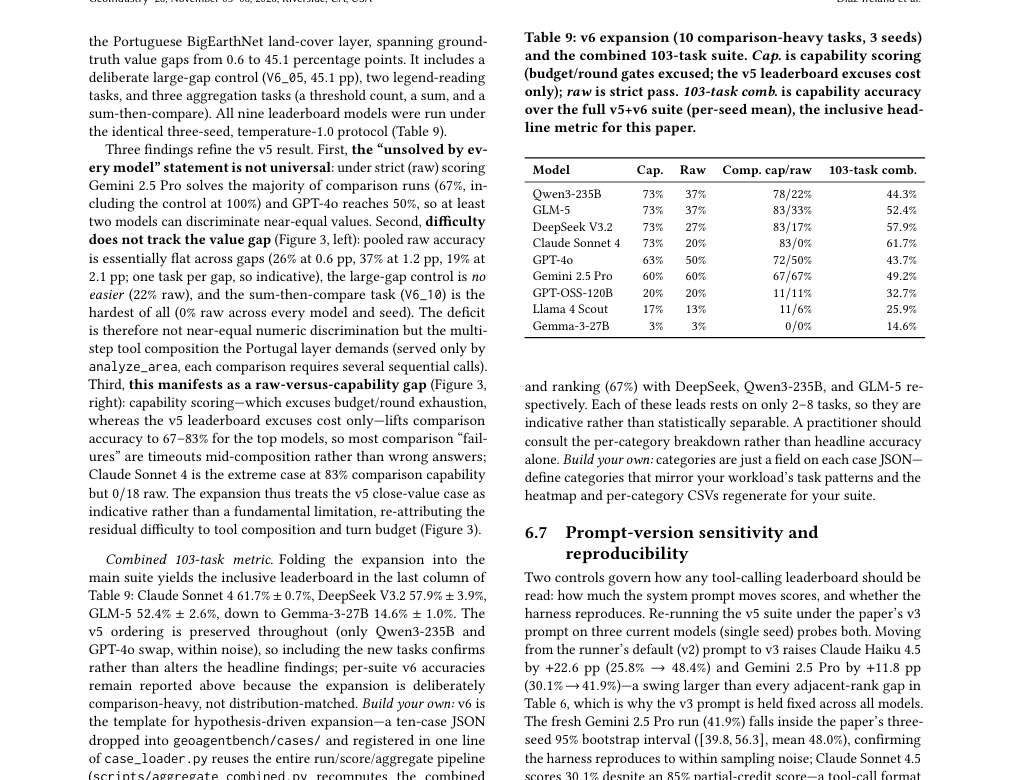 the Portuguese BigEarthNet land-cover layer, spanning ground-
truth value gaps from 0.6 to 45.1 percentage points. It includes a
deliberate large-gap control (V6_05, 45.1 pp), two legend-reading
tasks, and three aggregation tasks (a threshold count, a sum, and a
sum-then-compare). All nine leaderboard models were run under
the identical three-seed, temperature-1.0 protocol (Table 9).
Three findings refine the v5 result. First, the “unsolved by ev-
ery model” statement is not universal: under strict (raw) scoring
Gemini 2.5 Pro solves the majority of comparison runs (67%, in-
cluding the control at 100%) and GPT-4o reaches 50%, so at least
two models can discriminate near-equal values. Second, difficulty
does not track the value gap (Figure 3, left): pooled raw accuracy
is essentially flat across gaps (26% at 0.6 pp, 37% at 1.2 pp, 19% at
2.1 pp; one task per gap, so indicative), the large-gap control is no
easier (22% raw), and the sum-then-compare task (V6_10) is the
hardest of all (0% raw across every model and seed). The deficit
is therefore not near-equal numeric discrimination but the multi-
step tool composition the Portugal layer demands (served only by
analyze_area, each comparison requires several sequential calls).
Third, this manifests as a raw-versus-capability gap (Figure 3,
right): capability scoring—which excuses budget/round exhaustion,
whereas the v5 leaderboard excuses cost only—lifts comparison
accuracy to 67–83% for the top models, so most comparison “fail-
ures” are timeouts mid-composition rather than wrong answers;
Claude Sonnet 4 is the extreme case at 83% comparison capability
but 0/18 raw. The expansion thus treats the v5 close-value case as
indicative rather than a fundamental limitation, re-attributing the
residual difficulty to tool composition and turn budget (Figure 3).
Combined 103-task metric. Folding the expansion into the
main suite yields the inclusive leaderboard in the last column of
Table 9: Claude Sonnet 4 61.7% ± 0.7%, DeepSeek V3.2 57.9% ± 3.9%,
GLM-5 52.4% ± 2.6%, down to Gemma-3-27B 14.6% ± 1.0%. The
v5 ordering is preserved throughout (only Qwen3-235B and
GPT-4o swap, within noise), so including the new tasks confirms
rather than alters the headline findings; per-suite v6 accuracies
remain reported above because the expansion is deliberately
comparison-heavy, not distribution-matched. Build your own: v6 is
the template for hypothesis-driven expansion—a ten-case JSON
dropped into geoagentbench/cases/ and registered in one line
of case_loader.py reuses the entire run/score/aggregate pipeline
(scripts/aggregate_combined.py recomputes the combined
Table 9: v6 expansion (10 comparison-heavy tasks, 3 seeds)
and the combined 103-task suite. Cap. is capability scoring
(budget/round gates excused; the v5 leaderboard excuses cost
only); raw is strict pass. 103-task comb. is capability accuracy
over the full v5+v6 suite (per-seed mean), the inclusive head-
line metric for this paper.
Model Cap. Raw Comp. cap/raw 103-task comb.
Qwen3-235B 73% 37% 78/22% 44.3%
GLM-5 73% 37% 83/33% 52.4%
DeepSeek V3.2 73% 27% 83/17% 57.9%
Claude Sonnet 4 73% 20% 83/0% 61.7%
GPT-4o 63% 50% 72/50% 43.7%
Gemini 2.5 Pro 60% 60% 67/67% 49.2%
GPT-OSS-120B 20% 20% 11/11% 32.7%
Llama 4 Scout 17% 13% 11/6% 25.9%
Gemma-3-27B 3% 3% 0/0% 14.6%
and ranking (67%) with DeepSeek, Qwen3-235B, and GLM-5 re-
spectively. Each of these leads rests on only 2–8 tasks, so they are
indicative rather than statistically separable. A practitioner should
consult the per-category breakdown rather than headline accuracy
alone. Build your own: categories are just a field on each case JSON—
define categories that mirror your workload’s task patterns and the
heatmap and per-category CSVs regenerate for your suite.
6.7 Prompt-version sensitivity and
reproducibility
Two controls govern how any tool-calling leaderboard should be
read: how much the system prompt moves scores, and whether the
harness reproduces. Re-running the v5 suite under the paper’s v3
prompt on three current models (single seed) probes both. Moving
from the runner’s default (v2) prompt to v3 raises Claude Haiku 4.5
by +22.6 pp (25.8% → 48.4%) and Gemini 2.5 Pro by +11.8 pp
(30.1% → 41.9%)—a swing larger than every adjacent-rank gap in
Table 6, which is why the v3 prompt is held fixed across all models.
The fresh Gemini 2.5 Pro run (41.9%) falls inside the paper’s three-
seed 95% bootstrap interval ([39.8, 56.3], mean 48.0%), confirming
the harness reproduces to within sampling noise; Claude Sonnet 4.5
scores 30.1% despite an 85% partial-credit score—a tool-call format